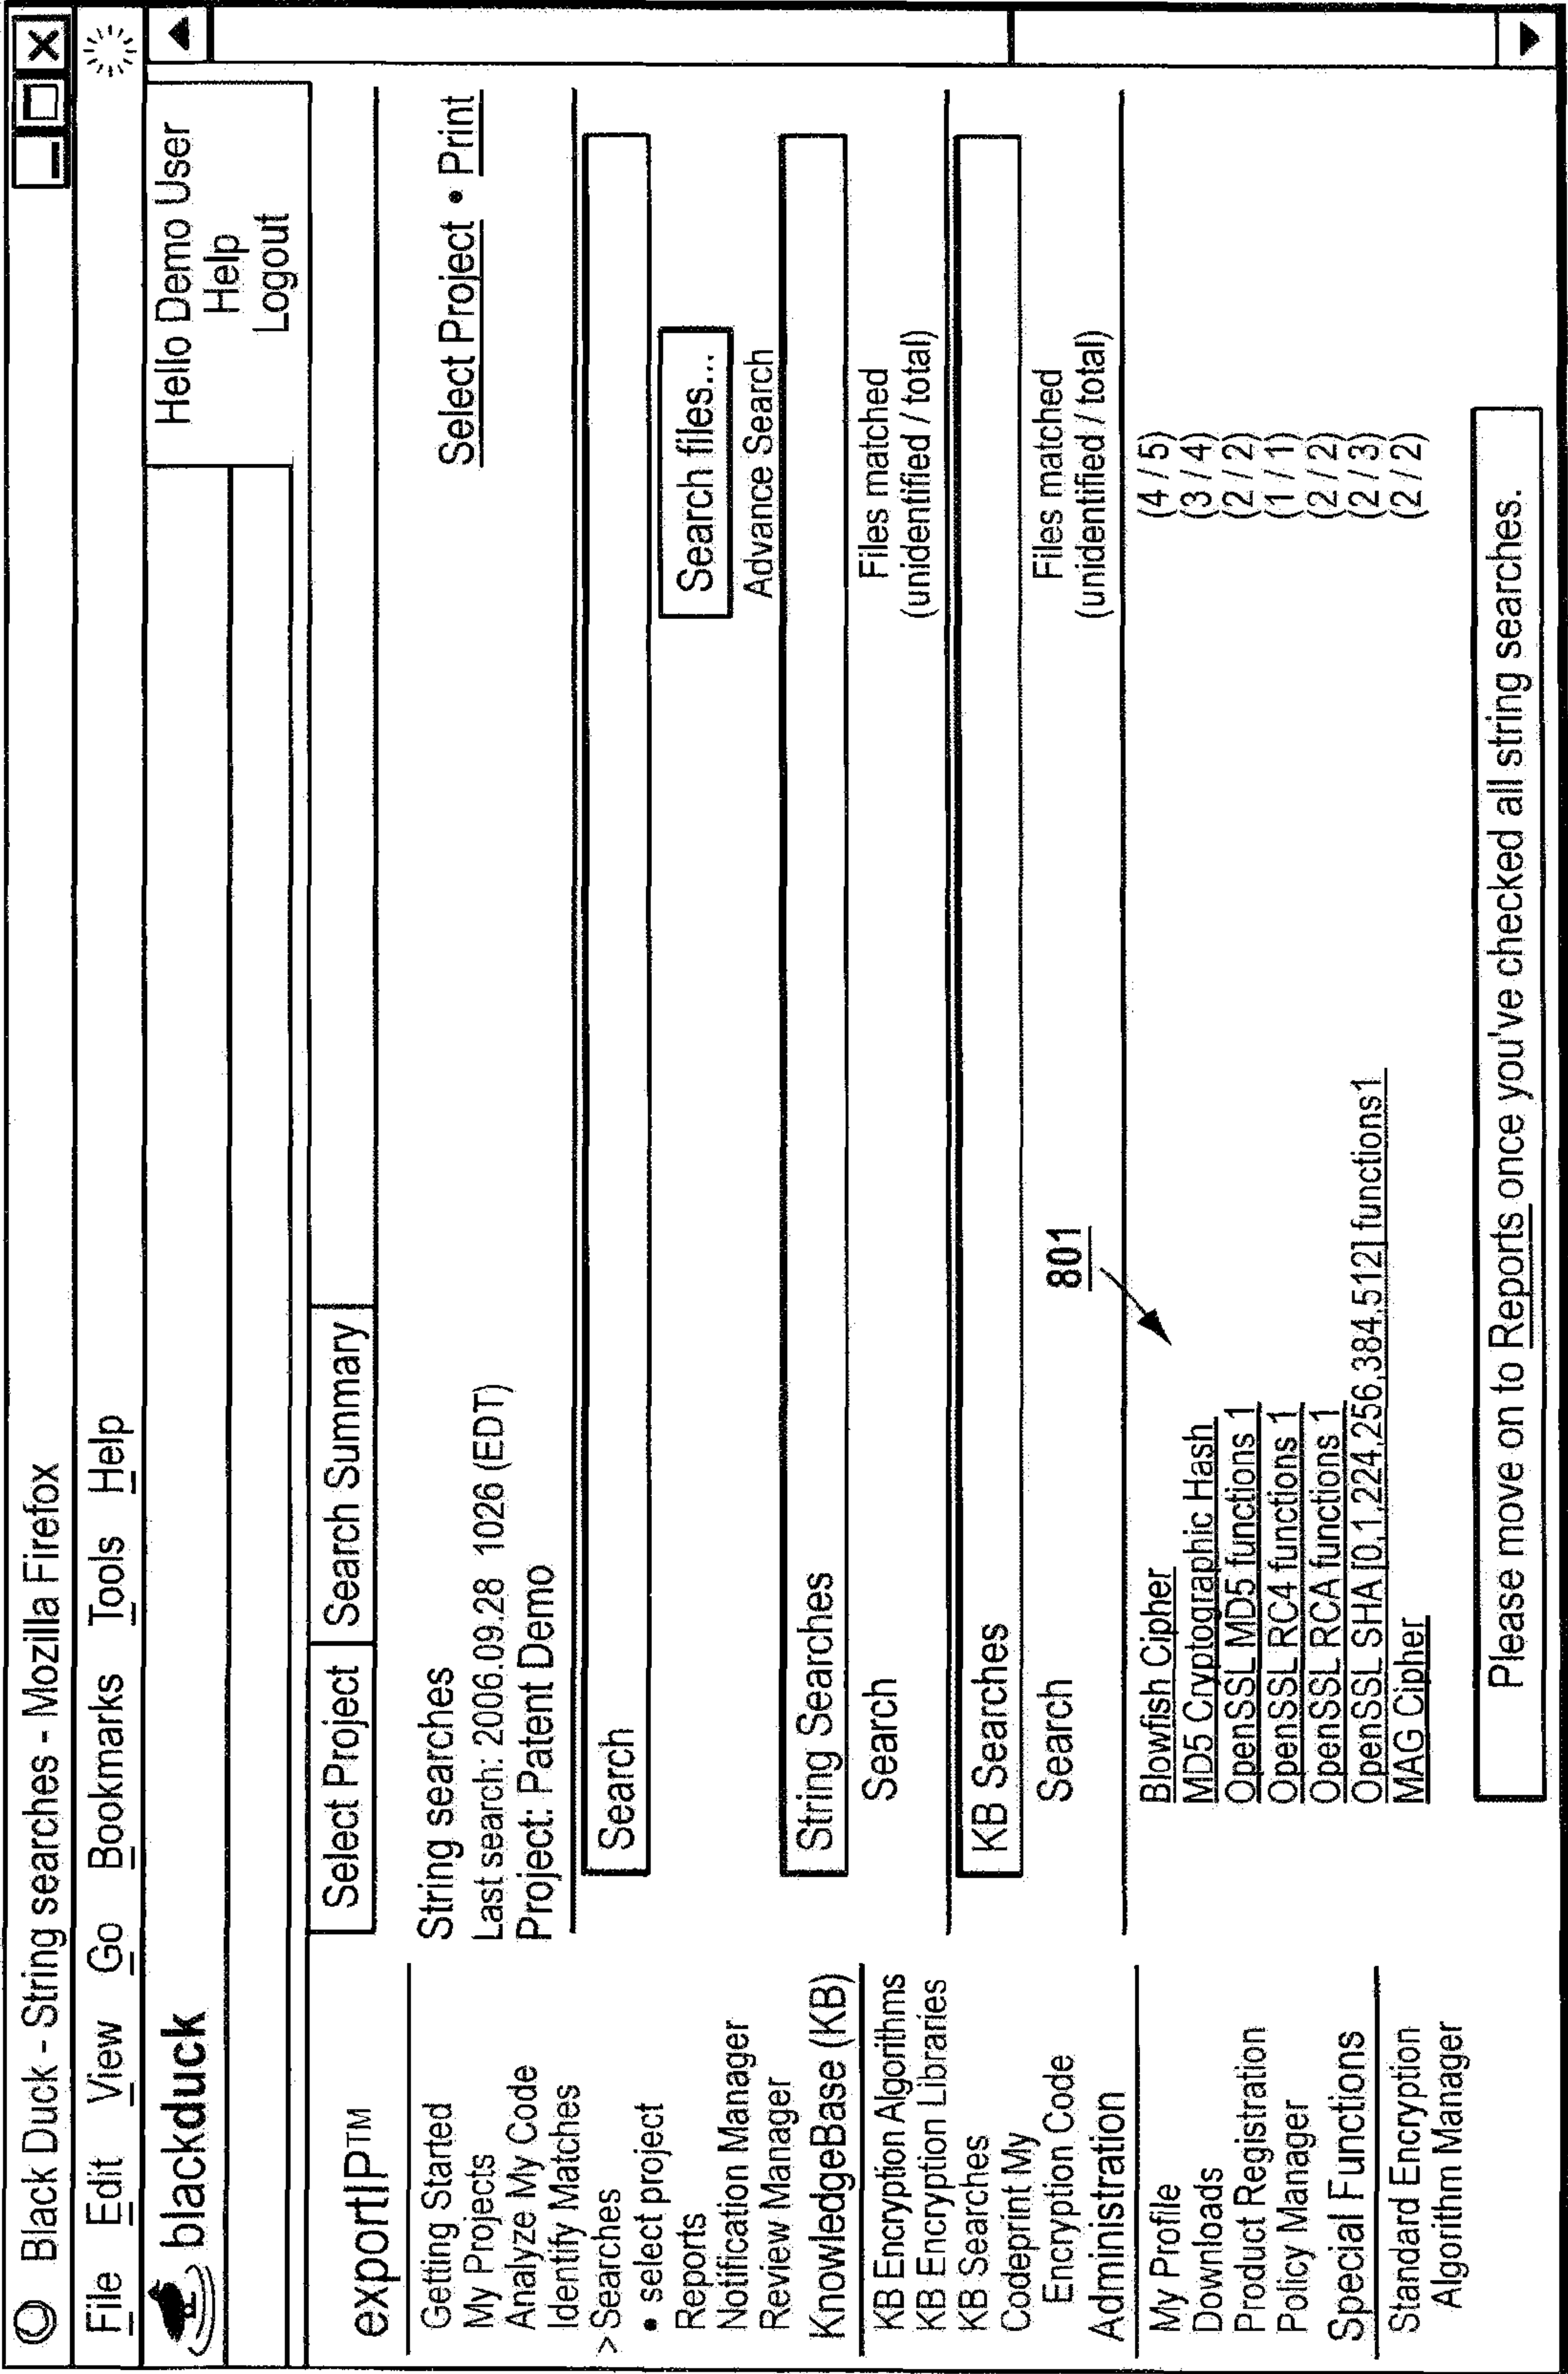 Black Duck - String searches - Mozilla Firefox
File Edit View Go Bookmarks Tools Help
blackduck
Hello Demo User
Help
Logout
exportIP™
Getting Started
My Projects
Analyze My Code
Identify Matches
>Searches
• select project
Reports
Notification Manager
Review Manager
KnowledgeBase (KB)
KB Encryption Algorithms
KB Encryption Libraries
KB Searches
Codeprint My
Encryption Code
Administration
My Profile
Downloads
Product Registration
Policy Manager
Special Functions
Standard Encryption
Algorithm Manager
Select Project Search Summary
String searches
Select Project • Print
Last search: 2006.09.28 1026 (EDT)
Project: Patent Demo
Search
Search files...
Advance Search
String Searches
Search Files matched
(unidentified / total)
KB Searches
Search Files matched
(unidentified / total)
801
Blowfish Cipher (4 / 5)
MD5 Cryptographic Hash (3 / 4)
OpenSSL MD5 functions 1 (2 / 2)
OpenSSL RC4 functions 1 (1 / 1)
OpenSSL RCA functions 1 (2 / 2)
OpenSSL SHA [0,1,224,256,384.512] functions1 (2 / 3)
MAG Cipher (2 / 2)
Please move on to Reports once you've checked all string searches.